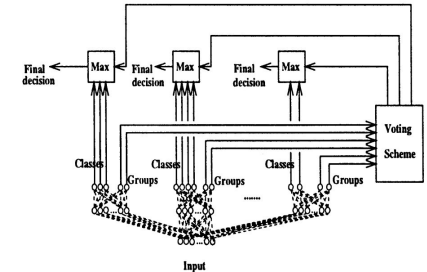 Final
decision
Max
Final
decision
Max
Final
decision
Max
Voting
Scheme
Classes
Groups
Classes
Groups
Classes
Groups
.......
Input